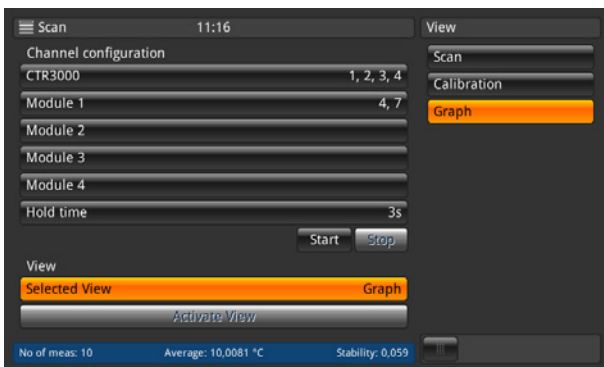 Scan 11:16
Channel configuration
CTR3000 1, 2, 3, 4
Module 1 4, 7
Module 2
Module 3
Module 4
Hold time 3s
Start Stop
View
Selected View Graph
Activate View
No of meas: 10 Average: 10,0081 °C Stability: 0,059
View
Scan
Calibration
Graph